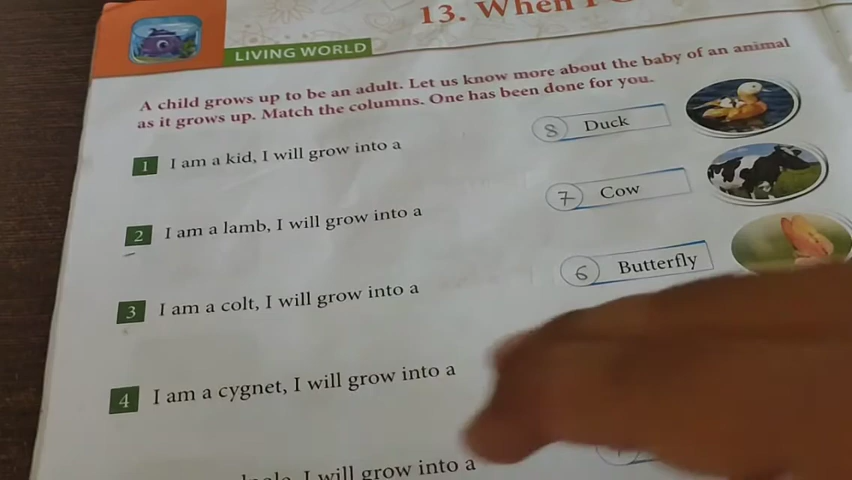 13. When I
LIVING WORLD
A child grows up to be an adult. Let us know more about the baby of an animal
as it grows up. Match the columns. One has been done for you.
1 I am a kid, I will grow into a
8 Duck
2 I am a lamb, I will grow into a
7 Cow
3 I am a colt, I will grow into a
6 Butterfly
4 I am a cygnet, I will grow into a
I will grow into a